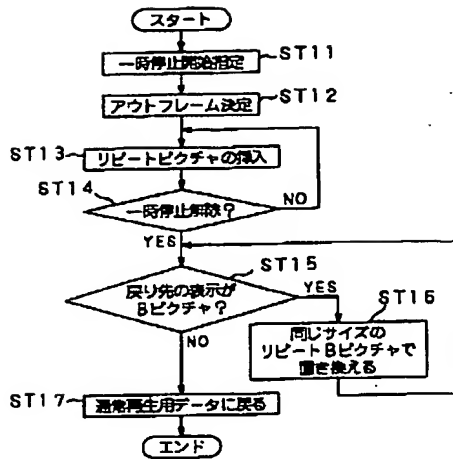 スタート
一時停止開始指定
ST11
アウトフレーム決定
ST12
ST13
リピートピクチャの挿入
ST14
一時停止解除?
NO
YES
ST15
戻り先の表示が
Bピクチャ?
YES
ST16
同じサイズの
リピートBピクチャで
置き換える
NO
ST17
通常再生用データに戻る
エンド